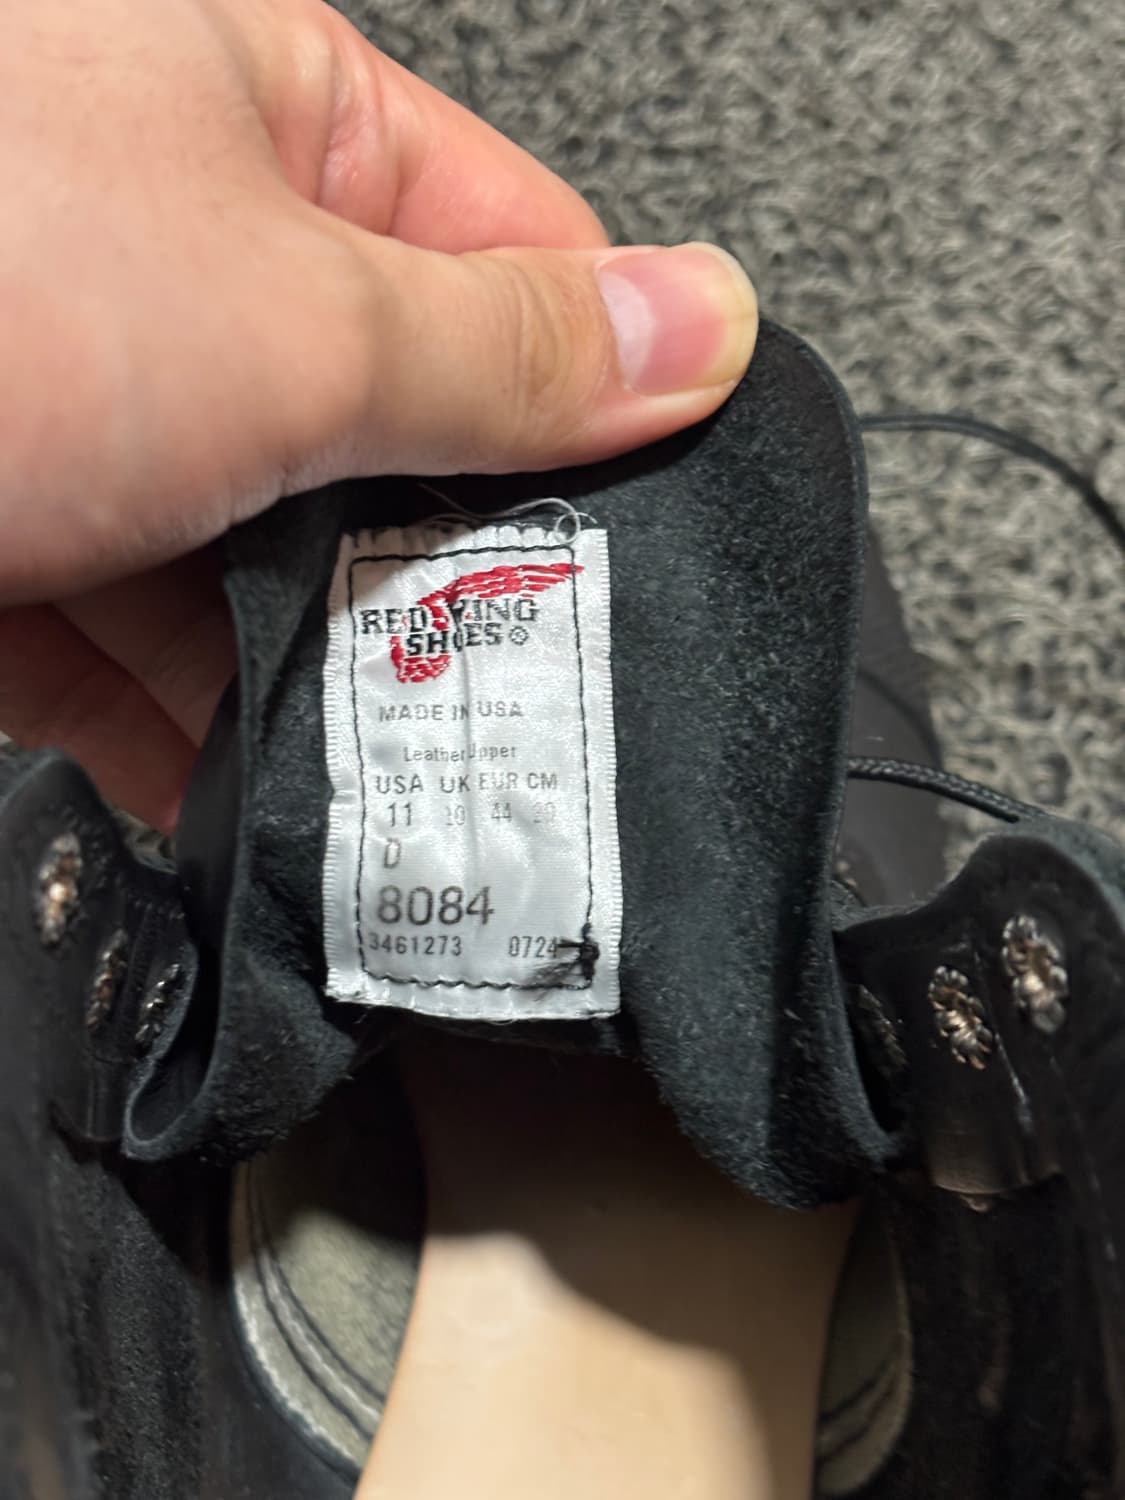 RED WING
SHOES®
MADE IN USA
Leather Upper
USA UK EUR CM
11 10 44 29
D
8084
3461273 0724